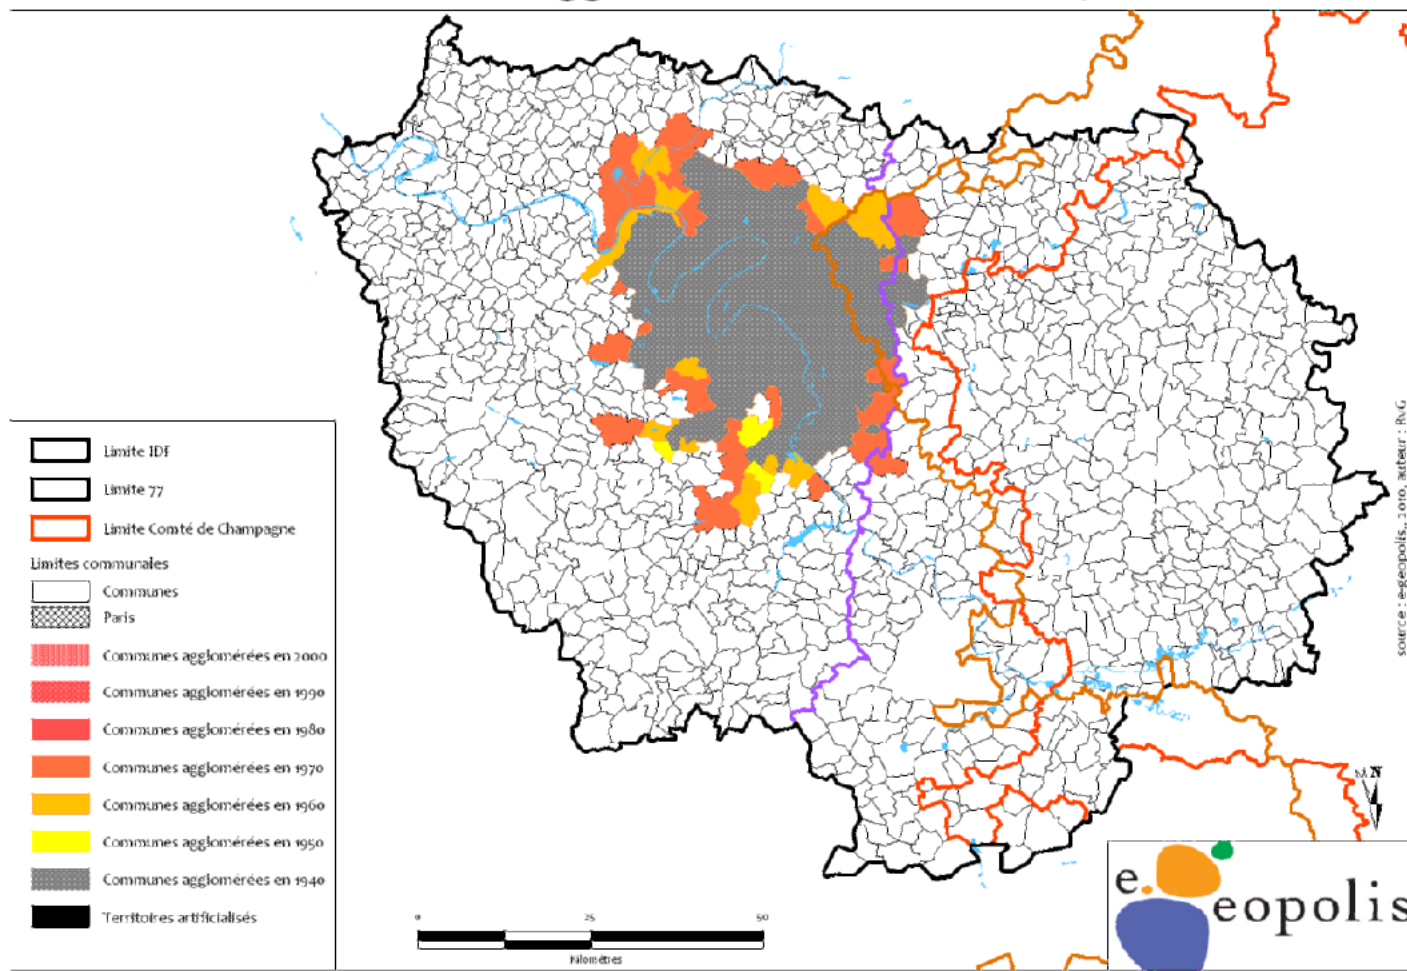 Limite IDF
Limite 77
Limite Comté de Champagne
Limites communales
Communes
Paris
Communes agglomérées en 2000
Communes agglomérées en 1990
Communes agglomérées en 1980
Communes agglomérées en 1970
Communes agglomérées en 1960
Communes agglomérées en 1950
Communes agglomérées en 1940
Territoires artificialisés
0 25 50
Kilomètres
source : e-geopolis, 2010, auteur : RvG
e.
eopolis